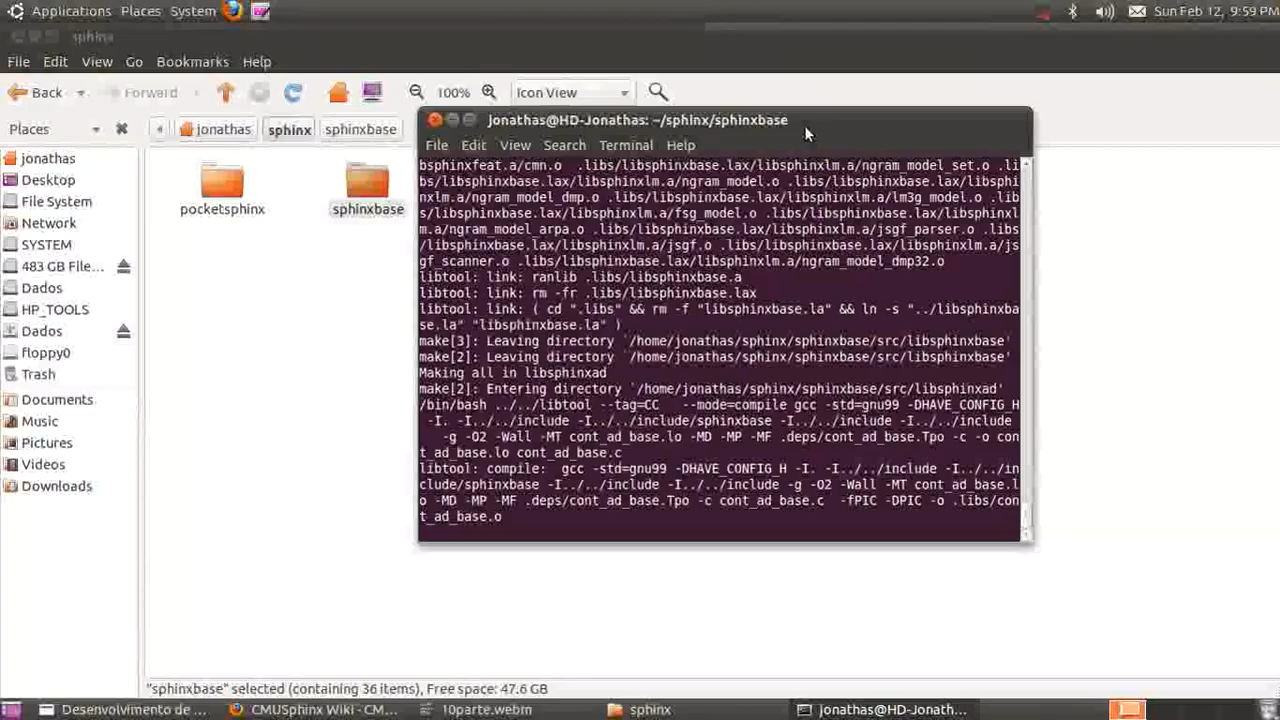 Applications Places System Sun Feb 12, 9:59 PM
sphinx
File Edit View Go Bookmarks Help
Back Forward 100% Icon View
Places jonathas sphinx sphinxbase
jonathas
Desktop
File System
Network
SYSTEM
483 GB File...
Dados
HP_TOOLS
Dados
floppy0
Trash
Documents
Music
Pictures
Videos
Downloads
pocketsphinx sphinxbase
jonathas@HD-Jonathas: ~/sphinx/sphinxbase
File Edit View Search Terminal Help
bsphinxfeat.a/cmn.o .libs/libsphinxbase.lax/libsphinxlm.a/ngram_model_set.o .li
bs/libsphinxbase.lax/libsphinxlm.a/ngram_model.o .libs/libsphinxbase.lax/libsphi
nxlm.a/ngram_model_dmp.o .libs/libsphinxbase.lax/libsphinxlm.a/lm3g_model.o .lib
s/libsphinxbase.lax/libsphinxlm.a/fsg_model.o .libs/libsphinxbase.lax/libsphinxl
m.a/ngram_model_arpa.o .libs/libsphinxbase.lax/libsphinxlm.a/jsgf_parser.o .libs
/libsphinxbase.lax/libsphinxlm.a/jsgf.o .libs/libsphinxbase.lax/libsphinxlm.a/js
gf_scanner.o .libs/libsphinxbase.lax/libsphinxlm.a/ngram_model_dmp32.o
libtool: link: ranlib .libs/libsphinxbase.a
libtool: link: rm -fr .libs/libsphinxbase.lax
libtool: link: ( cd ".libs" && rm -f "libsphinxbase.la" && ln -s "../libsphinxba
se.la" "libsphinxbase.la" )
make[3]: Leaving directory `/home/jonathas/sphinx/sphinxbase/src/libsphinxbase'
make[2]: Leaving directory `/home/jonathas/sphinx/sphinxbase/src/libsphinxbase'
Making all in libsphinxad
make[2]: Entering directory `/home/jonathas/sphinx/sphinxbase/src/libsphinxad'
/bin/bash ../../libtool --tag=CC --mode=compile gcc -std=gnu99 -DHAVE_CONFIG_H
-I. -I../../include -I../../include/sphinxbase -I../../include -I../../include
-g -O2 -Wall -MT cont_ad_base.lo -MD -MP -MF .deps/cont_ad_base.Tpo -c -o con
t_ad_base.lo cont_ad_base.c
libtool: compile: gcc -std=gnu99 -DHAVE_CONFIG_H -I. -I../../include -I../../in
clude/sphinxbase -I../../include -I../../include -g -O2 -Wall -MT cont_ad_base.l
o -MD -MP -MF .deps/cont_ad_base.Tpo -c cont_ad_base.c -fPIC -DPIC -o .libs/con
t_ad_base.o
"sphinxbase" selected (containing 36 items), Free space: 47.6 GB
Desenvolvimento de ... CMUSphinx Wiki - CM... 10parte.webm sphinx jonathas@HD-Jonath...